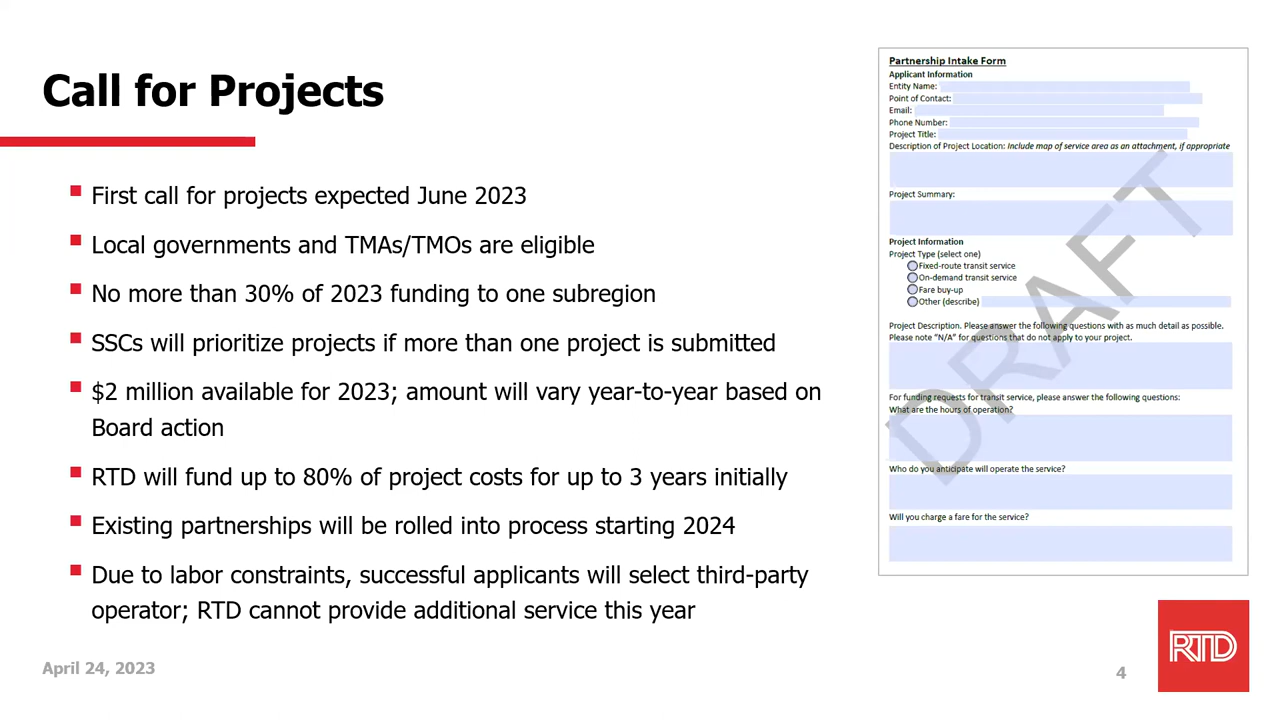 Call for Projects
First call for projects expected June 2023
Local governments and TMAs/TMOs are eligible
No more than 30% of 2023 funding to one subregion
SSCs will prioritize projects if more than one project is submitted
$2 million available for 2023; amount will vary year-to-year based on
Board action
RTD will fund up to 80% of project costs for up to 3 years initially
Existing partnerships will be rolled into process starting 2024
Due to labor constraints, successful applicants will select third-party
operator; RTD cannot provide additional service this year
April 24, 2023
Partnership Intake Form
Applicant Information
Entity Name:
Point of Contact:
Email:
Phone Number:
Project Title:
Description of Project Location: Include map of service area as an attachment, if appropriate
Project Summary:
Project Information
Project Type (select one)
Fixed-route transit service
On-demand transit service
Fare buy-up
Other (describe)
Project Description. Please answer the following questions with as much detail as possible.
Please note “N/A” for questions that do not apply to your project.
For funding requests for transit service, please answer the following questions:
What are the hours of operation?
Who do you anticipate will operate the service?
Will you charge a fare for the service?
DRAFT
4
RTD